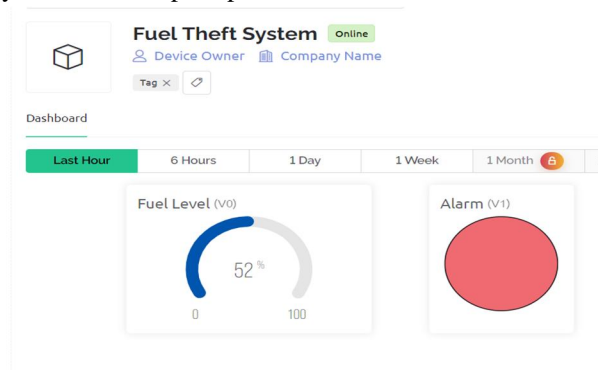 Fuel Theft System Online
Device Owner Company Name
Tag ×
Dashboard
Last Hour 6 Hours 1 Day 1 Week 1 Month
Fuel Level (V0) Alarm (V1)
52 %
0 100